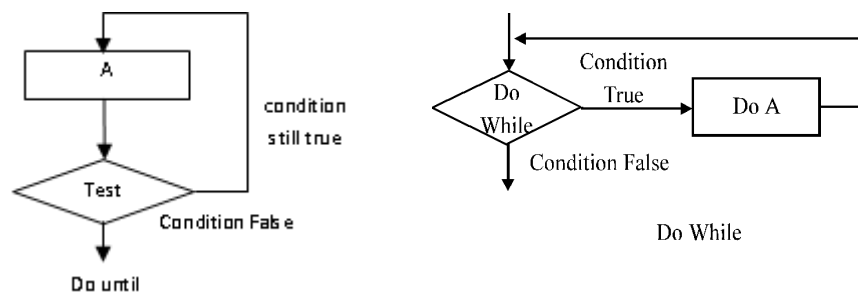 A
condition
still true
Test
Condition False
Do until
Condition
True
Do
While
Do A
Condition False
Do While